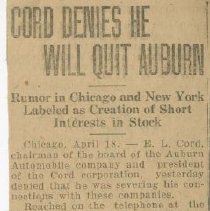 CORD DENIES HE
WILL QUIT AUBURN
Rumor in Chicago and New York
Labeled as Creation of Short
Interests in Stock
Chicago, April 18.—E. L. Cord,
chairman of the board of the Auburn
Automobile company and president
of the Cord corporation yesterday
denied that he was severing his con-
nections with these companies.
Reached on the telephone at the